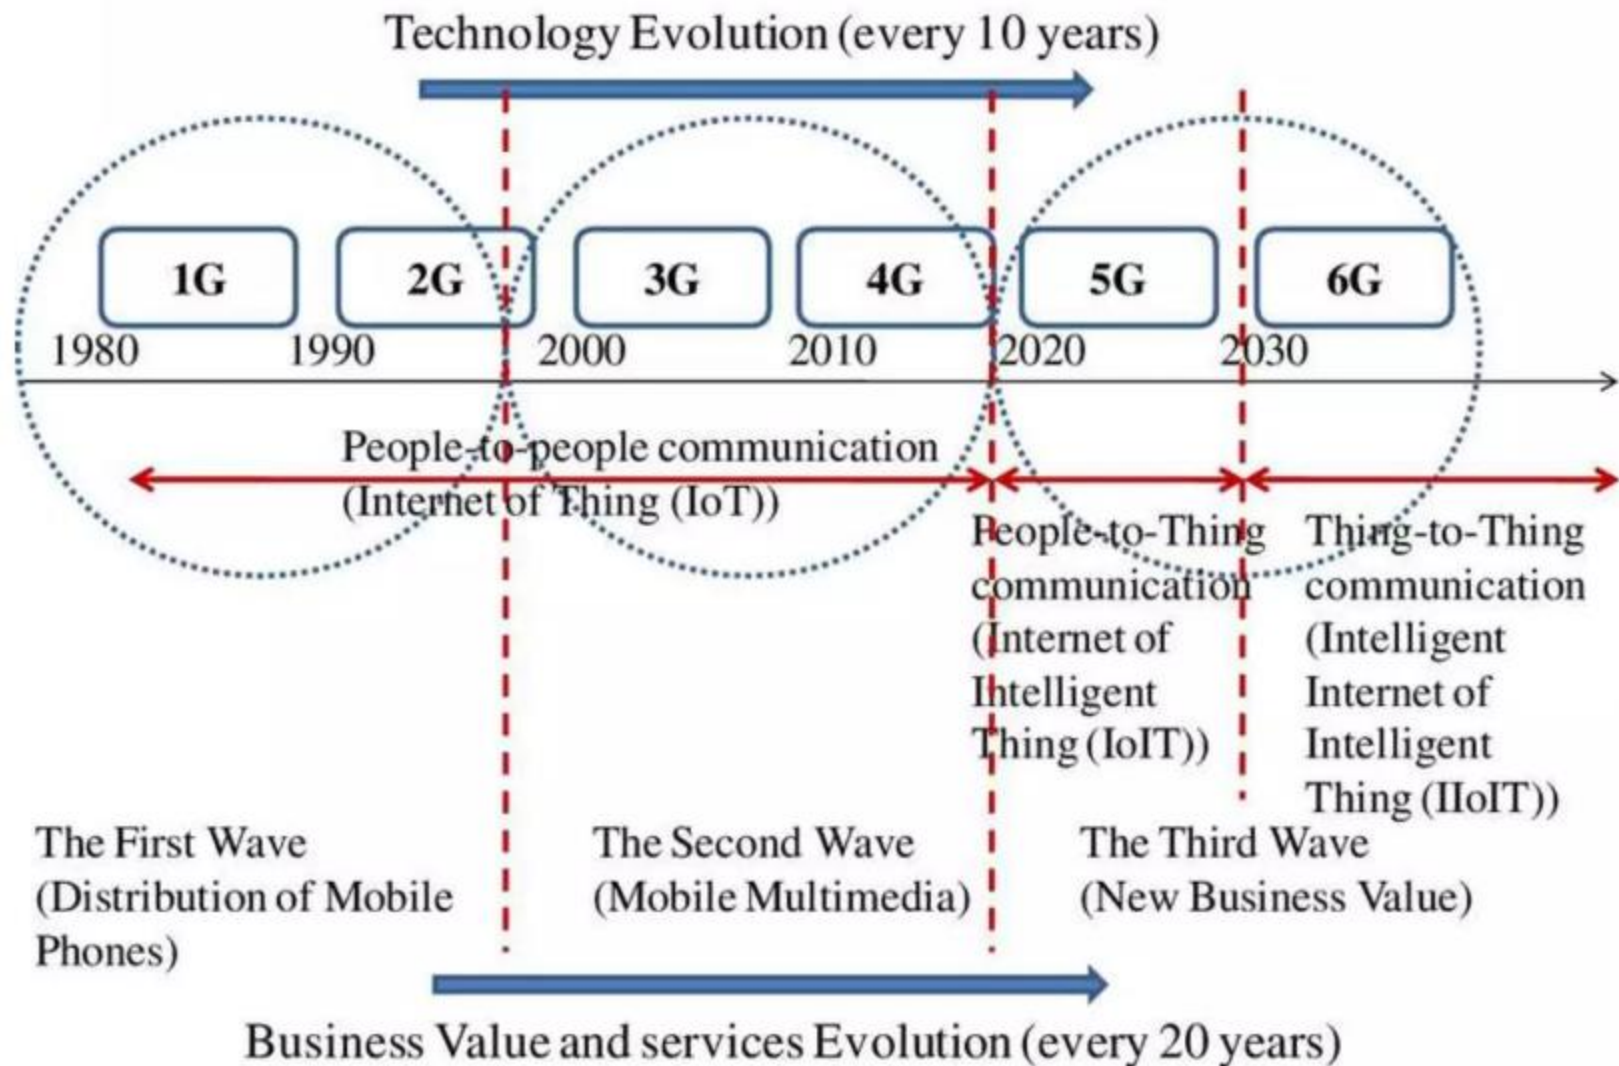 Technology Evolution (every 10 years)
1G
2G
3G
4G
5G
6G
1980
1990
2000
2010
2020
2030
People-to-people communication
(Internet of Thing (IoT))
People-to-Thing
communication
(Internet of
Intelligent
Thing (IoIT))
Thing-to-Thing
communication
(Intelligent
Internet of
Intelligent
Thing (IIoIT))
The First Wave
(Distribution of Mobile
Phones)
The Second Wave
(Mobile Multimedia)
The Third Wave
(New Business Value)
Business Value and services Evolution (every 20 years)